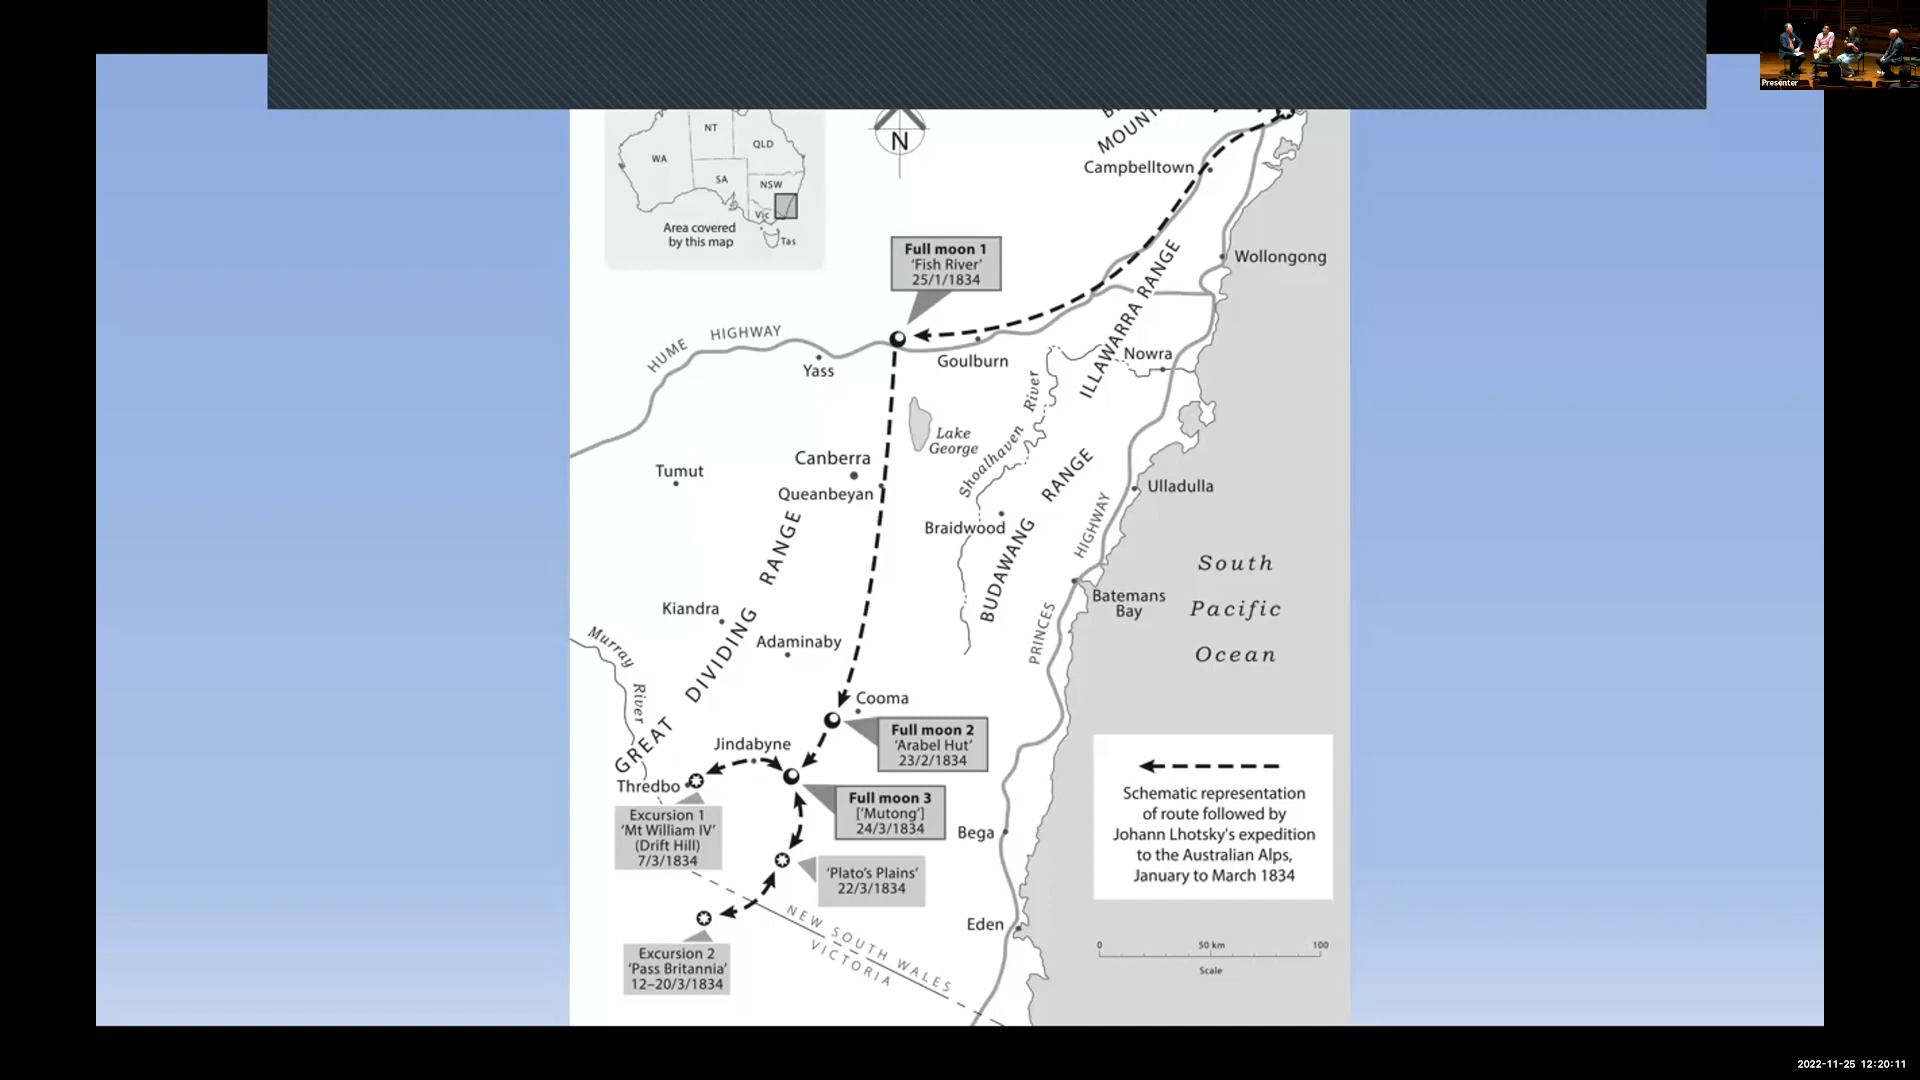 Presenter
NT
QLD
WA
SA
NSW
Vic
Tas
Area covered
by this map
N
MOUNT
Campbelltown
Wollongong
Full moon 1
‘Fish River’
25/1/1834
HUME HIGHWAY
Yass
Goulburn
ILLAWARRA RANGE
Nowra
Shoalhaven River
Lake
George
Canberra
Queanbeyan
Tumut
Braidwood
BUDAWANG RANGE
Ulladulla
PRINCES HIGHWAY
Batemans
Bay
South
Pacific
Ocean
GREAT DIVIDING RANGE
Kiandra
Adaminaby
Murray River
Cooma
Full moon 2
‘Arabel Hut’
23/2/1834
Jindabyne
Thredbo
Full moon 3
[‘Mutong’]
24/3/1834
Excursion 1
‘Mt William IV’
(Drift Hill)
7/3/1834
Bega
‘Plato’s Plains’
22/3/1834
Schematic representation
of route followed by
Johann Lhotsky's expedition
to the Australian Alps,
January to March 1834
NEW SOUTH WALES
VICTORIA
Eden
Excursion 2
‘Pass Britannia’
12–20/3/1834
0 50 km 100
Scale
2022-11-25 12:20:11